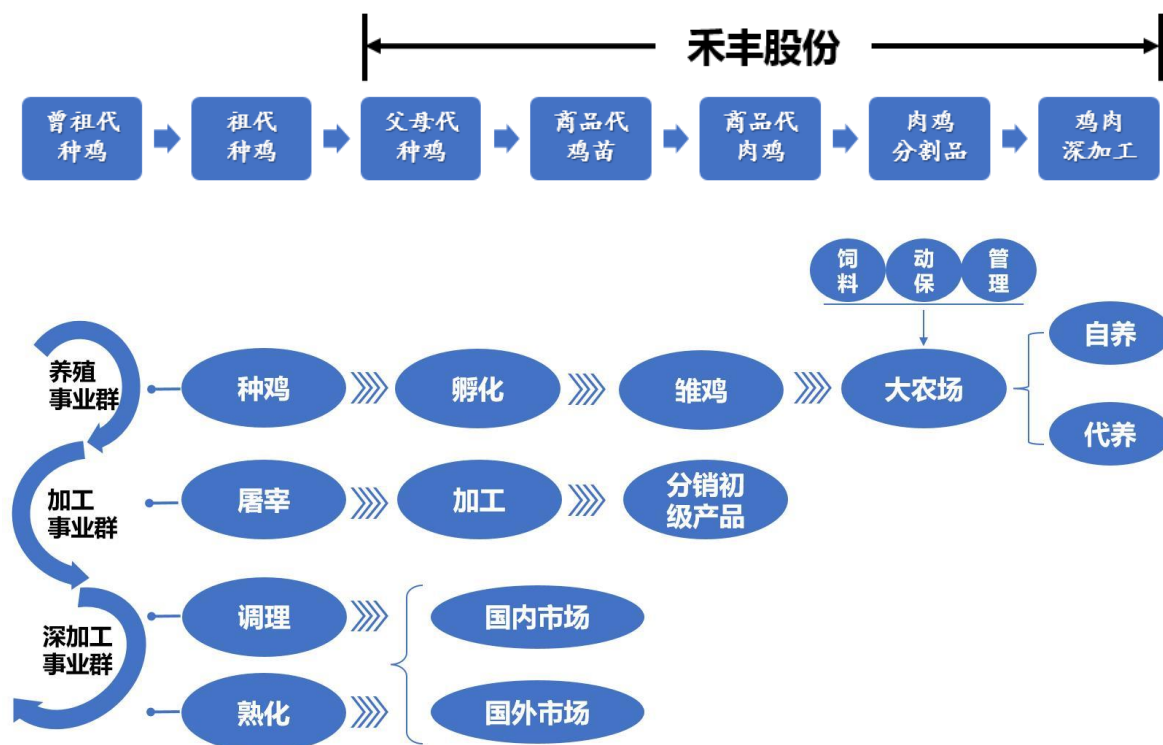 禾丰股份
曾祖代
种鸡
祖代
种鸡
父母代
种鸡
商品代
鸡苗
商品代
肉鸡
肉鸡
分割品
鸡肉
深加工
饲料
动保
管理
养殖
事业群
种鸡
孵化
雏鸡
大农场
自养
代养
加工
事业群
屠宰
加工
分销初
级产品
深加工
事业群
调理
国内市场
熟化
国外市场